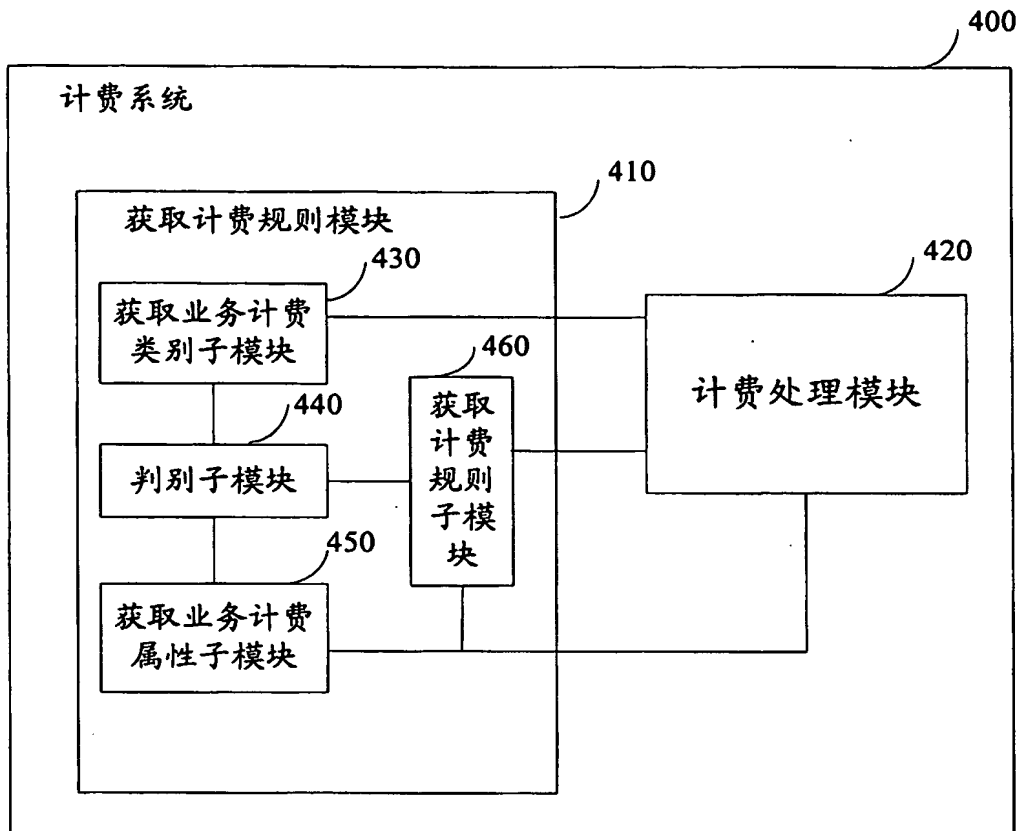 400
计费系统
410
获取计费规则模块
430
420
获取业务计费
类别子模块
460
计费处理模块
440
获取
计费
规则
子模
块
判别子模块
450
获取业务计费
属性子模块